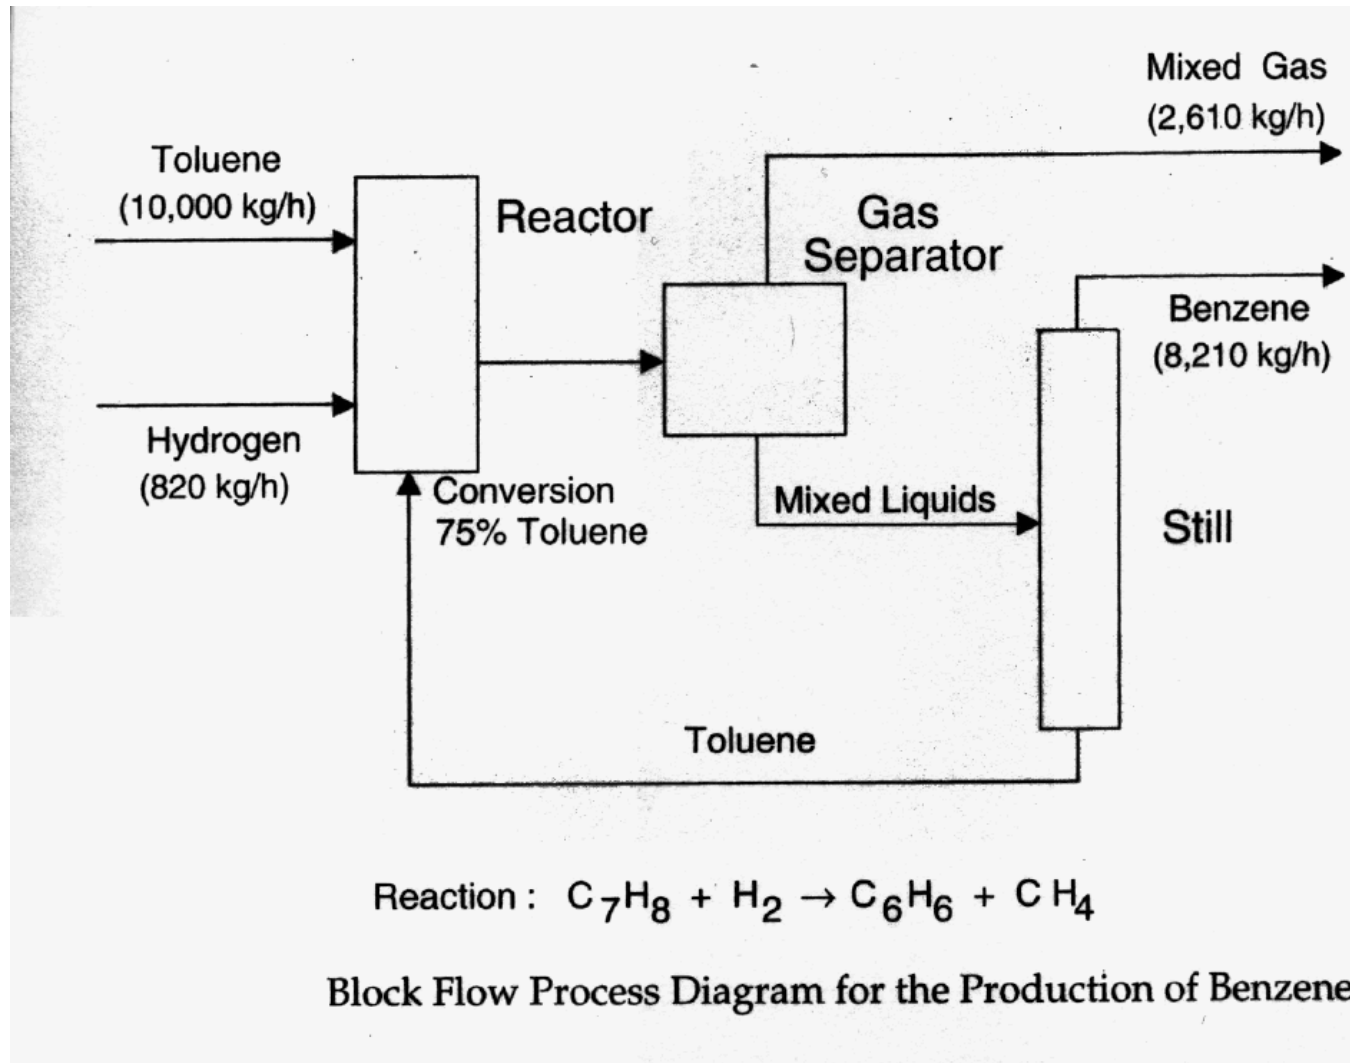 Mixed Gas
(2,610 kg/h)
Toluene
(10,000 kg/h)
Reactor
Gas
Separator
Benzene
(8,210 kg/h)
Hydrogen
(820 kg/h)
Conversion
75% Toluene
Mixed Liquids
Still
Toluene
Reaction : C7H8 + H2 → C6H6 + CH4
Block Flow Process Diagram for the Production of Benzene